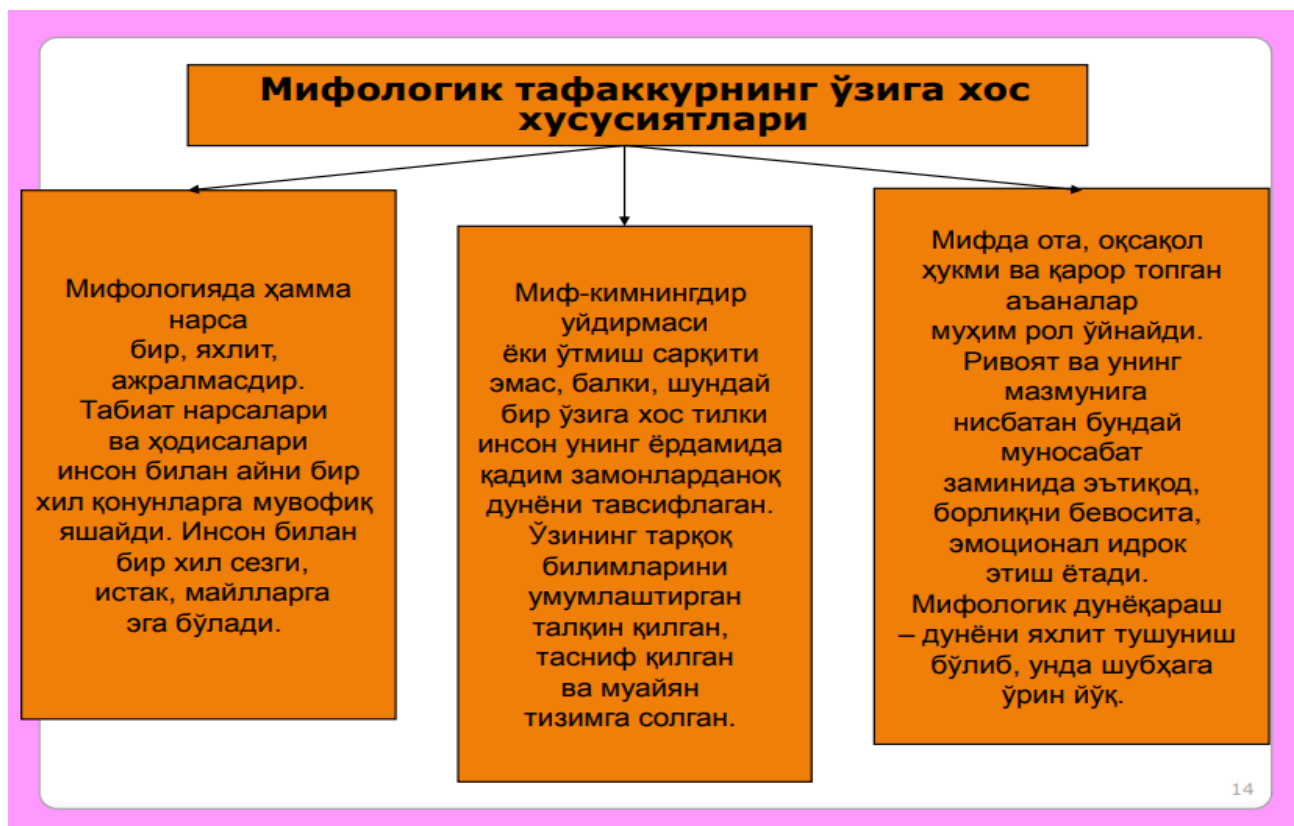 Мифологик тафаккурнинг ўзига хос
хусусиятлари
Мифологияда ҳамма
нарса
бир, яхлит,
ажралмасдир.
Табиат нарсалари
ва ҳодисалари
инсон билан айни бир
хил қонунларга мувофиқ
яшайди. Инсон билан
бир хил сезги,
истак, майлларга
эга бўлади.
Миф-кимнингдир
уйдирмаси
ёки ўтмиш сарқити
эмас, балки, шундай
бир ўзига хос тилки
инсон унинг ёрдамида
қадим замонларданоқ
дунёни тавсифлаган.
Ўзининг тарқоқ
билимларини
умумлаштирган
талқин қилган,
тасниф қилган
ва муайян
тизимга солган.
Мифда ота, оқсақол
ҳукми ва қарор топган
аъаналар
муҳим рол ўйнайди.
Ривоят ва унинг
мазмунига
нисбатан бундай
муносабат
заминида эътиқод,
борлиқни бевосита,
эмоционал идрок
этиш ётади.
Мифологик дунёқараш
– дунёни яхлит тушуниш
бўлиб, унда шубҳага
ўрин йўқ.
14